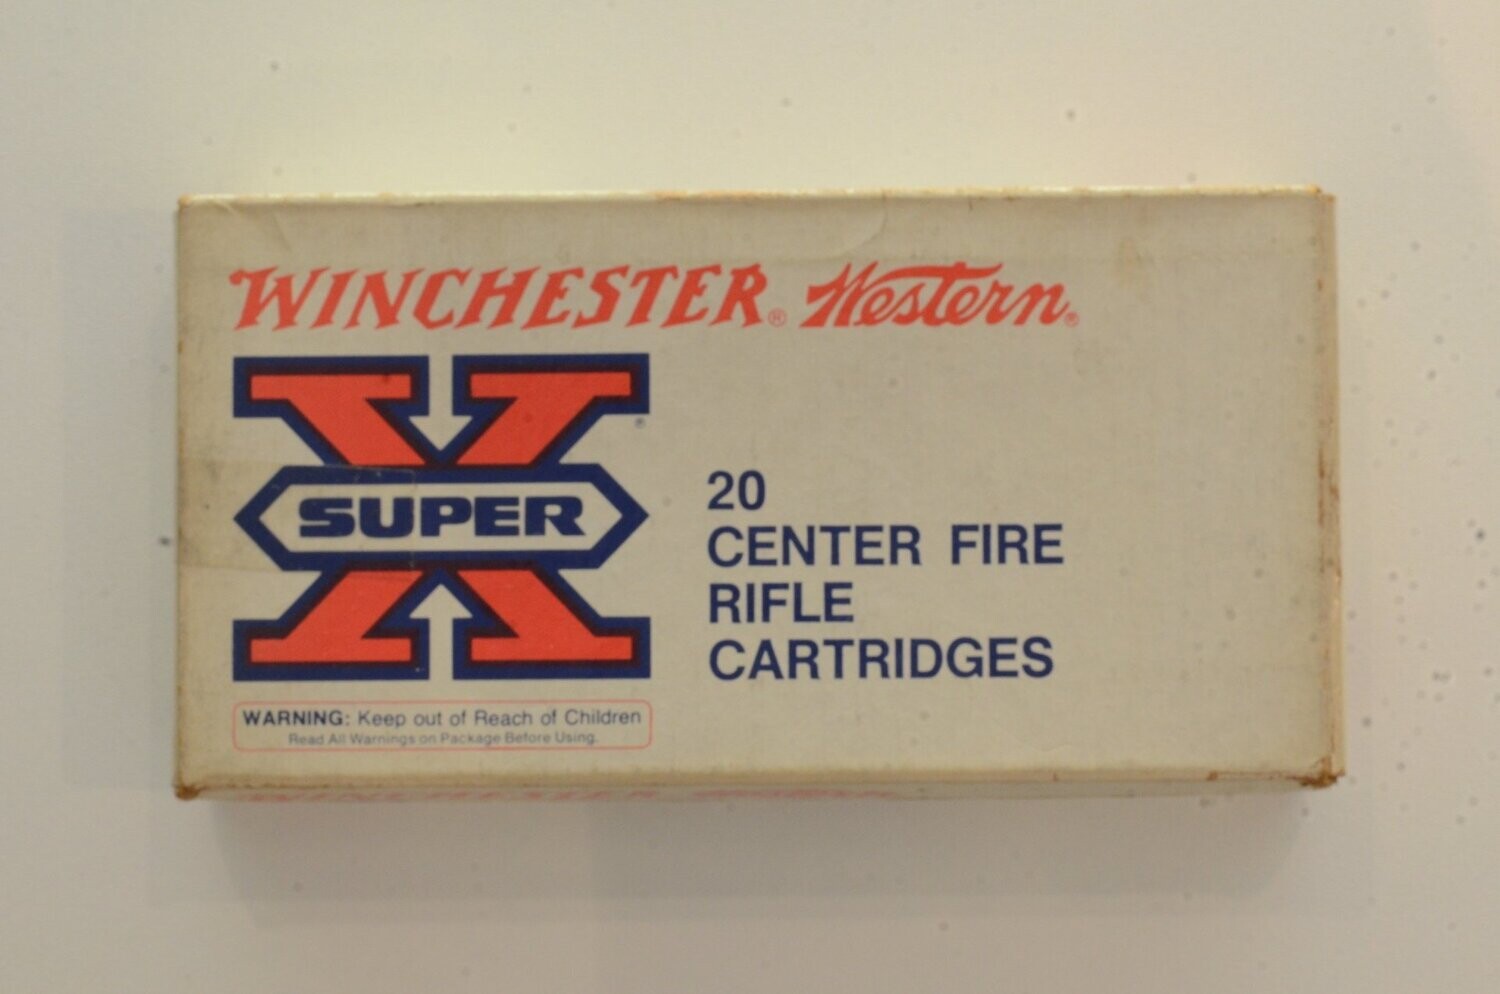 WINCHESTER® Western®
X
SUPER
20
CENTER FIRE
RIFLE
CARTRIDGES
WARNING: Keep out of Reach of Children
Read All Warnings on Package Before Using.